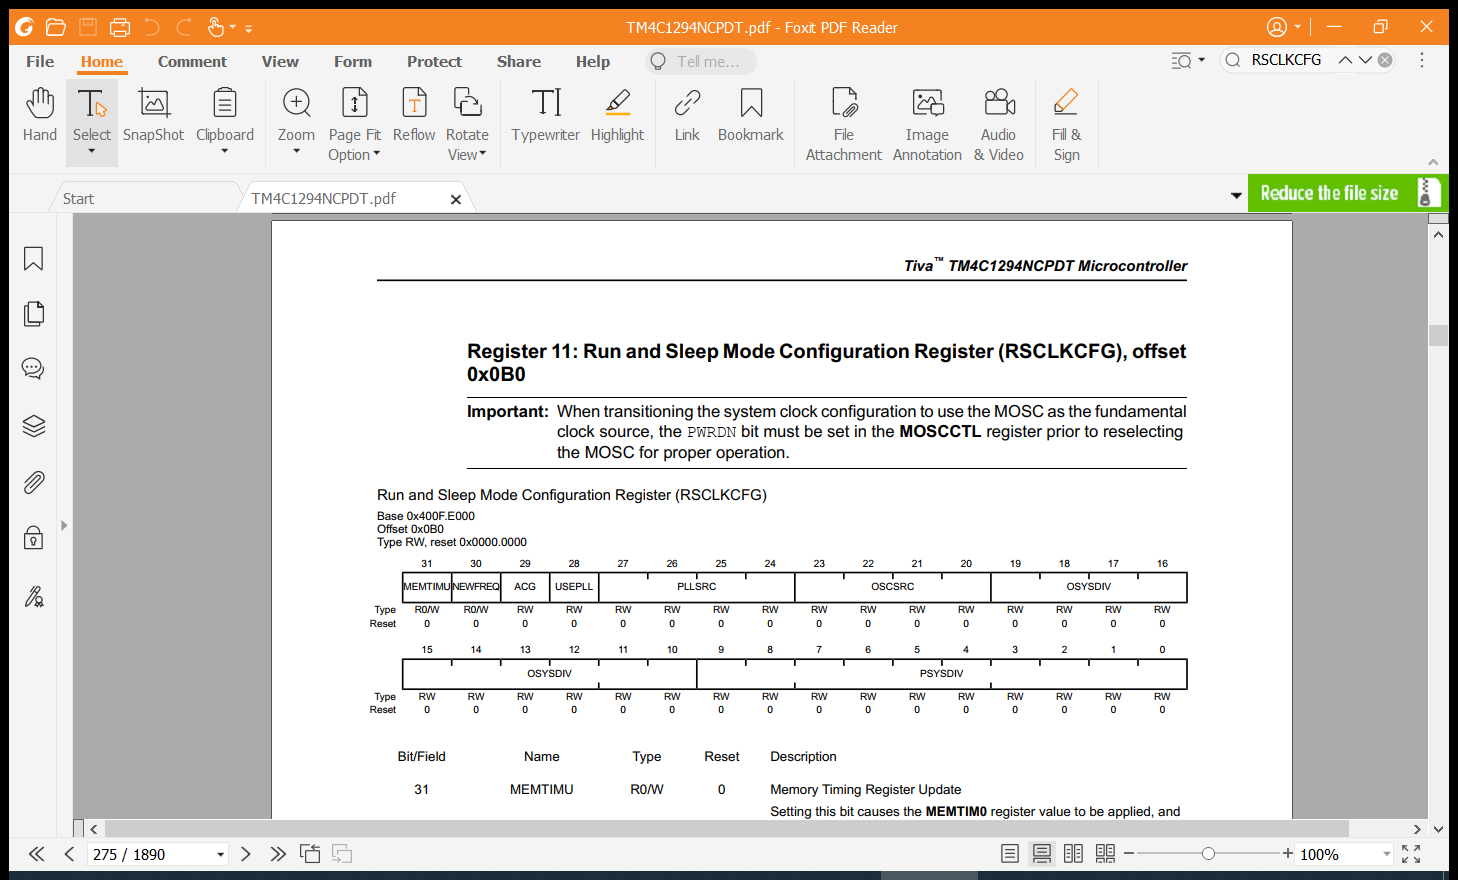 TM4C1294NCPDT.pdf - Foxit PDF Reader
File Home Comment View Form Protect Share Help Tell me... RSCLKCFG
Hand Select SnapShot Clipboard Zoom Page Fit Option Reflow Rotate View Typewriter Highlight Link Bookmark File Attachment Image Annotation Audio & Video Fill & Sign
Start TM4C1294NCPDT.pdf Reduce the file size
Tiva™ TM4C1294NCPDT Microcontroller
Register 11: Run and Sleep Mode Configuration Register (RSCLKCFG), offset
0x0B0
Important: When transitioning the system clock configuration to use the MOSC as the fundamental
clock source, the PWRDN bit must be set in the MOSCCTL register prior to reselecting
the MOSC for proper operation.
Run and Sleep Mode Configuration Register (RSCLKCFG)
Base 0x400F.E000
Offset 0x0B0
Type RW, reset 0x0000.0000
31 30 29 28 27 26 25 24 23 22 21 20 19 18 17 16
MEMTIMU NEWFREQ ACG USEPLL PLLSRC OSCSRC OSYSDIV
Type R0/W R0/W RW RW RW RW RW RW RW RW RW RW RW RW RW RW
Reset 0 0 0 0 0 0 0 0 0 0 0 0 0 0 0 0
15 14 13 12 11 10 9 8 7 6 5 4 3 2 1 0
OSYSDIV PSYSDIV
Type RW RW RW RW RW RW RW RW RW RW RW RW RW RW RW RW
Reset 0 0 0 0 0 0 0 0 0 0 0 0 0 0 0 0
Bit/Field Name Type Reset Description
31 MEMTIMU R0/W 0 Memory Timing Register Update
Setting this bit causes the MEMTIM0 register value to be applied, and
275 / 1890 100%